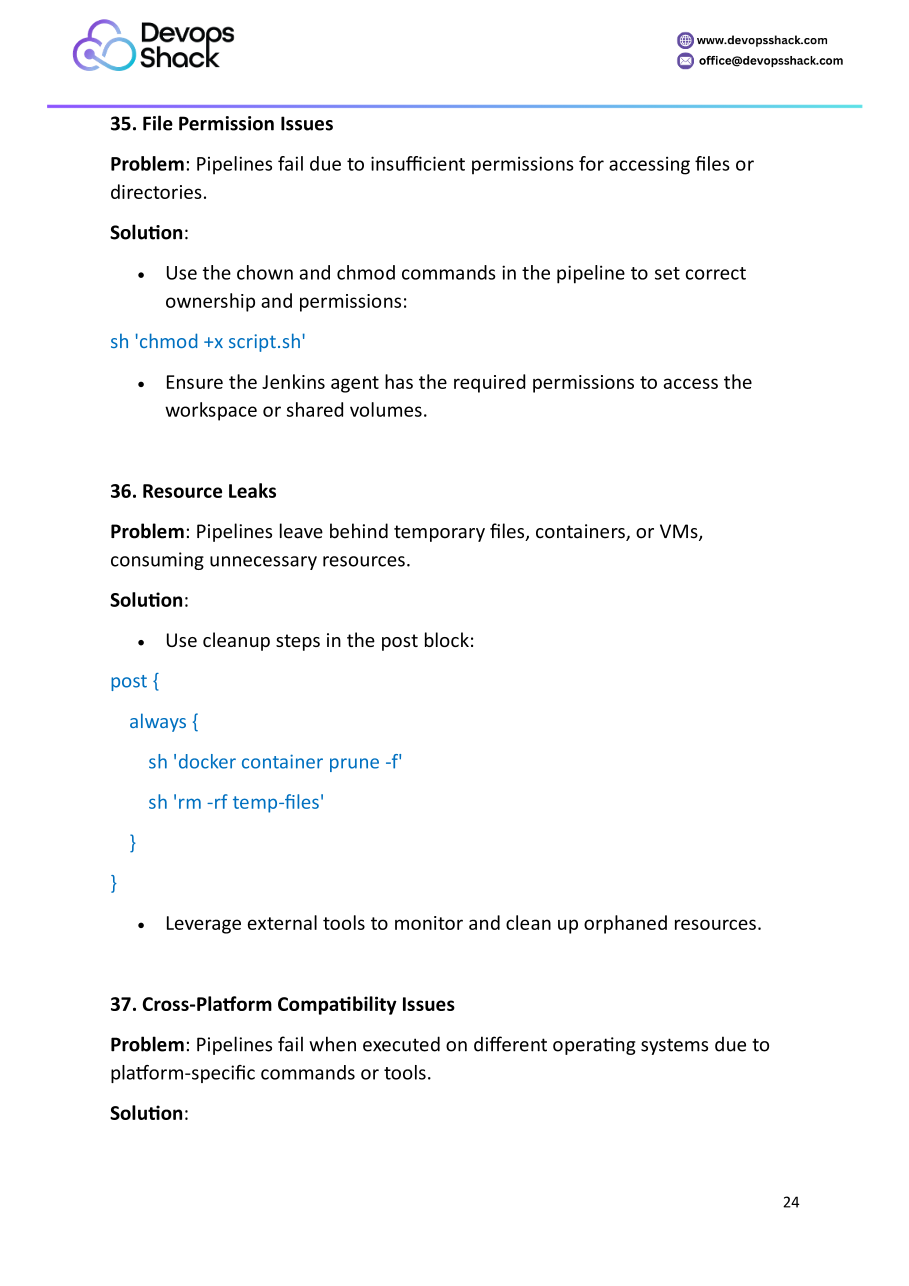 Devops
Shack
www.devopsshack.com
office@devopsshack.com
35. File Permission Issues
Problem: Pipelines fail due to insufficient permissions for accessing files or
directories.
Solution:
• Use the chown and chmod commands in the pipeline to set correct
ownership and permissions:
sh 'chmod +x script.sh'
• Ensure the Jenkins agent has the required permissions to access the
workspace or shared volumes.
36. Resource Leaks
Problem: Pipelines leave behind temporary files, containers, or VMs,
consuming unnecessary resources.
Solution:
• Use cleanup steps in the post block:
post {
always {
sh 'docker container prune -f'
sh 'rm -rf temp-files'
}
}
• Leverage external tools to monitor and clean up orphaned resources.
37. Cross-Platform Compatibility Issues
Problem: Pipelines fail when executed on different operating systems due to
platform-specific commands or tools.
Solution:
24